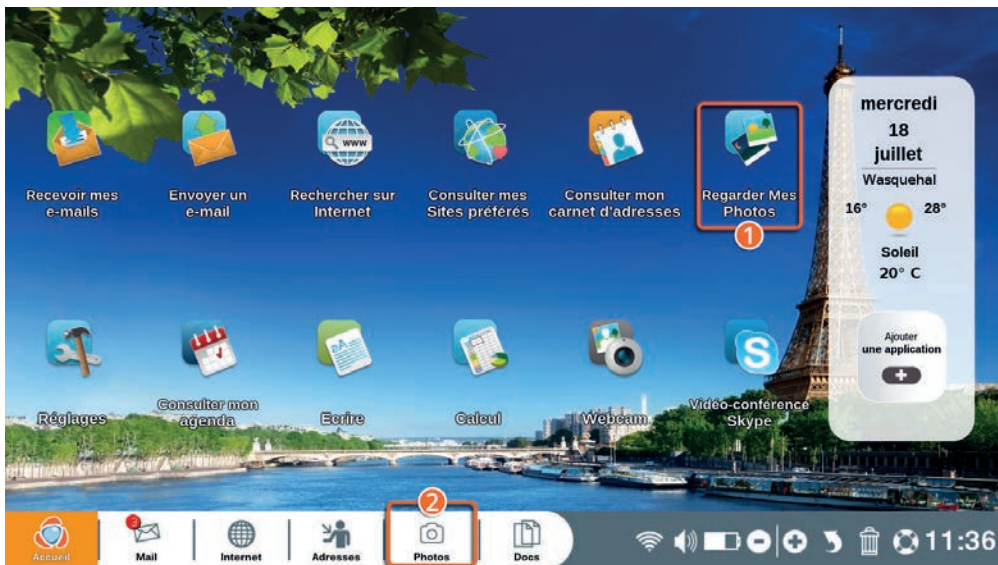 mercredi
18
juillet
Wasquehal
16° 28°
Soleil
20° C
Ajouter
une application
Recevoir mes
e-mails
Envoyer un
e-mail
www
Rechercher sur
Internet
Consulter mes
Sites préférés
Consulter mon
carnet d'adresses
Regarder Mes
Photos
1
Réglages
Consulter mon
agenda
aA
Ecrire
Calcul
Webcam
S
Vidéo-conférence
Skype
2
Accueil
3
Mail
Internet
Adresses
Photos
Docs
11:36